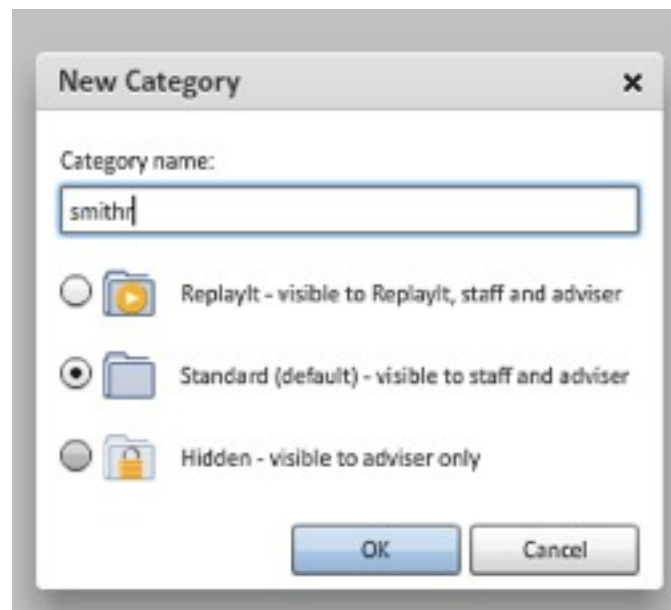 New Category
Category name:
smithr
ReplayIt - visible to ReplayIt, staff and adviser
Standard (default) - visible to staff and adviser
Hidden - visible to adviser only
OK
Cancel